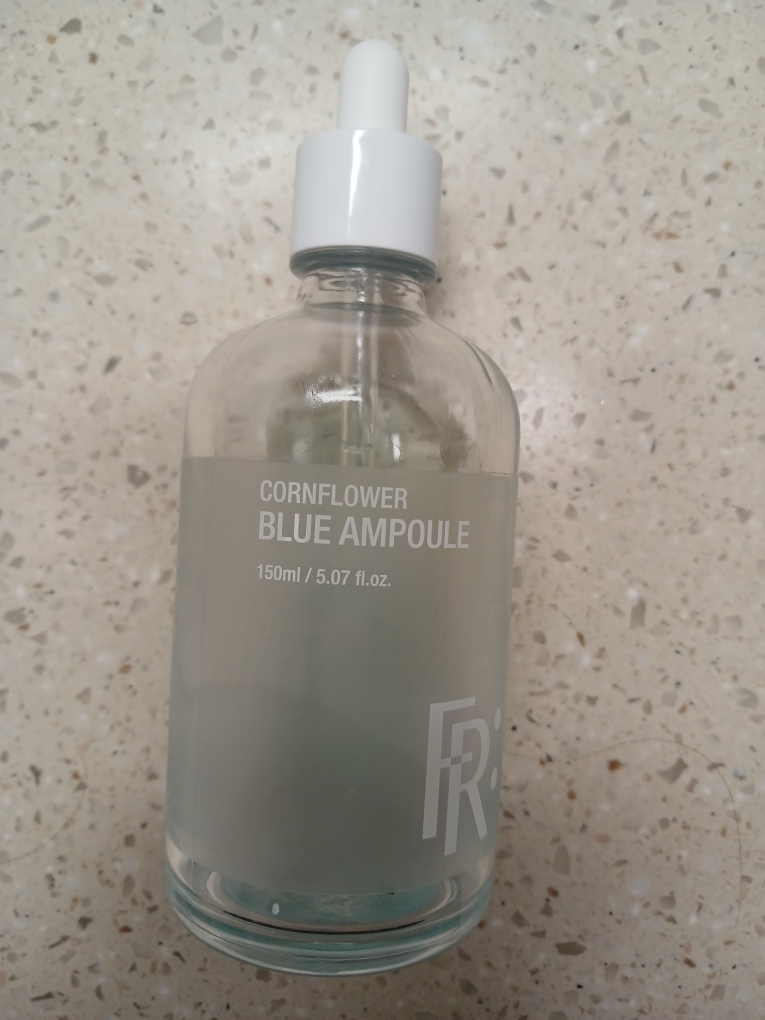 CORNFLOWER
BLUE AMPOULE
150ml / 5.07 fl.oz.
FR: